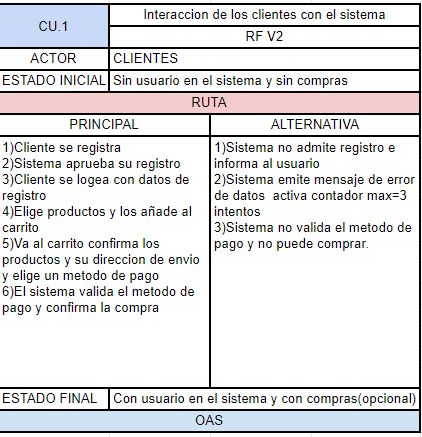 CU.1
Interaccion de los clientes con el sistema
RF V2
ACTOR
CLIENTES
ESTADO INICIAL
Sin usuario en el sistema y sin compras
RUTA
PRINCIPAL
ALTERNATIVA
1)Cliente se registra
2)Sistema aprueba su registro
3)Cliente se logea con datos de
registro
4)Elige productos y los añade al
carrito
5)Va al carrito confirma los
productos y su direccion de envio
y elige un metodo de pago
6)El sistema valida el metodo de
pago y confirma la compra
1)Sistema no admite registro e
informa al usuario
2)Sistema emite mensaje de error
de datos activa contador max=3
intentos
3)Sistema no valida el metodo de
pago y no puede comprar.
ESTADO FINAL
Con usuario en el sistema y con compras(opcional)
OAS